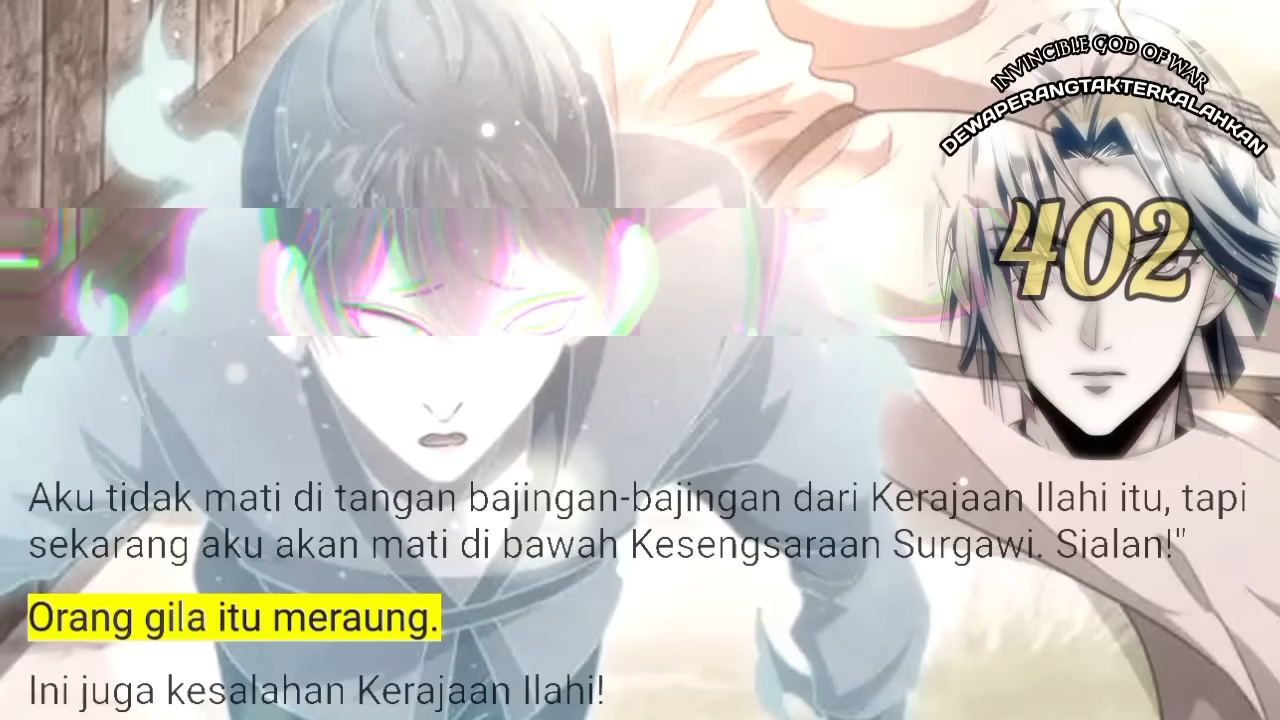 INVINCIBLE GOD OF WAR
DEWAPERANGTAKTERKALAHKAN
402
Aku tidak mati di tangan bajingan-bajingan dari Kerajaan Ilahi itu, tapi
sekarang aku akan mati di bawah Kesengsaraan Surgawi. Sialan!"
Orang gila itu meraung.
Ini juga kesalahan Kerajaan Ilahi!